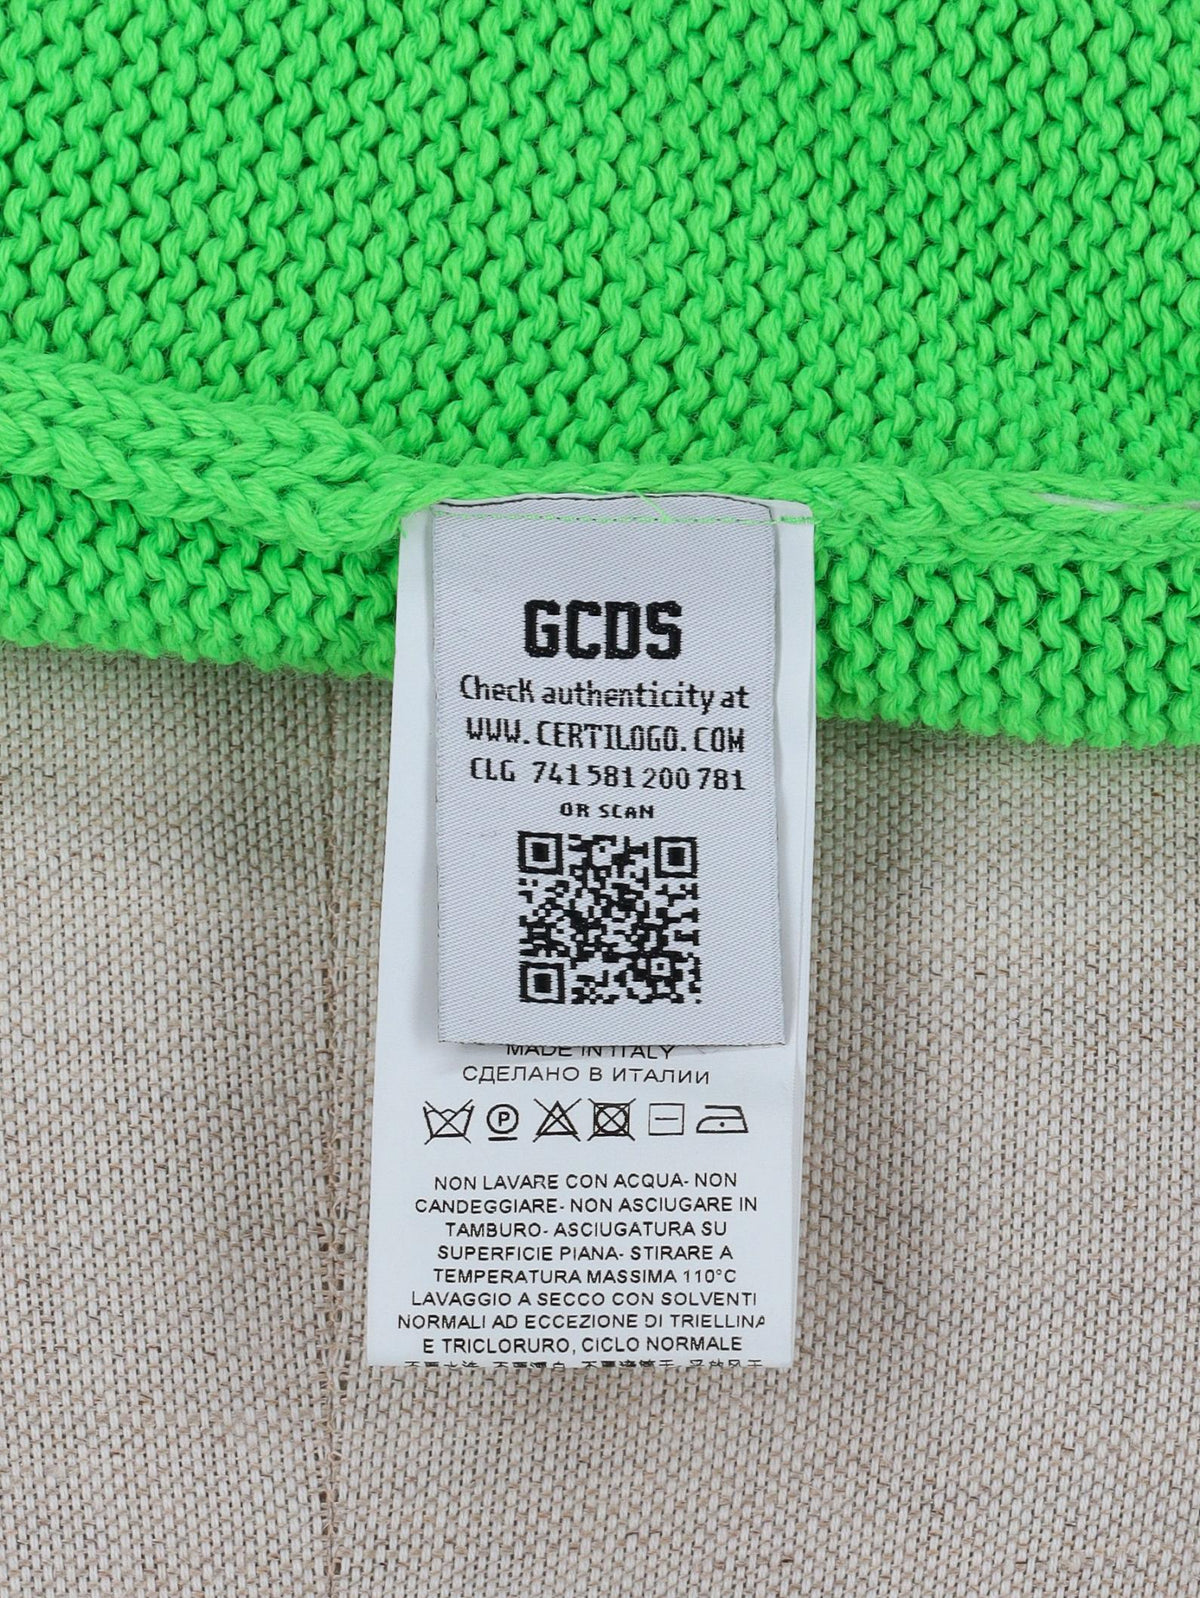 GCDS
Check authenticity at
WWW.CERTILOGO.COM
CLG 741 581 200 781
OR SCAN
MADE IN ITALY
СДЕЛАНО В ИТАЛИИ
P
NON LAVARE CON ACQUA- NON
CANDEGGIARE- NON ASCIUGARE IN
TAMBURO- ASCIUGATURA SU
SUPERFICIE PIANA- STIRARE A
TEMPERATURA MASSIMA 110°C
LAVAGGIO A SECCO CON SOLVENTI
NORMALI AD ECCEZIONE DI TRIELLINA
E TRICLORURO, CICLO NORMALE